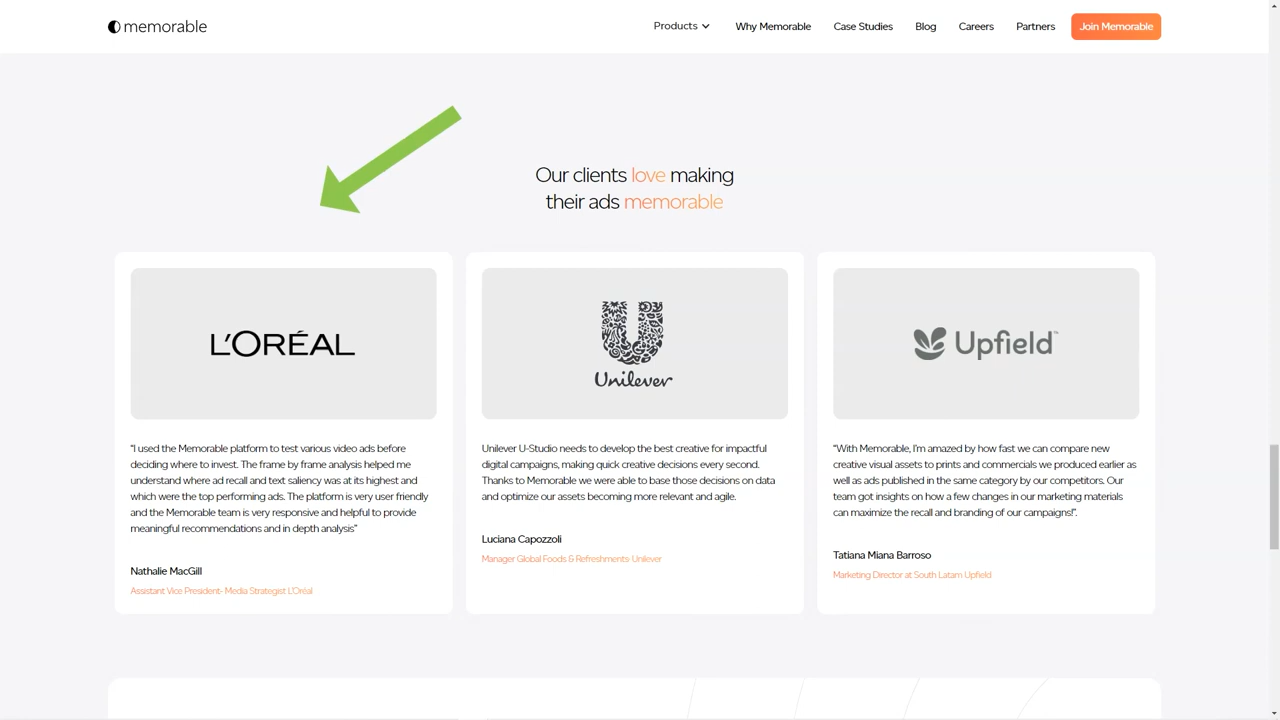 memorable
Products
Why Memorable
Case Studies
Blog
Careers
Partners
Join Memorable
Our clients love making
their ads memorable
L'ORÉAL
"I used the Memorable platform to test various video ads before
deciding where to invest. The frame by frame analysis helped me
understand where ad recall and text saliency was at its highest and
which were the top performing ads. The platform is very user friendly
and the Memorable team is very responsive and helpful to provide
meaningful recommendations and in depth analysis"
Nathalie MacGill
Assistant Vice President- Media Strategist L'Oréal
Unilever
Unilever U-Studio needs to develop the best creative for impactful
digital campaigns, making quick creative decisions every second.
Thanks to Memorable we were able to base those decisions on data
and optimize our assets becoming more relevant and agile.
Luciana Capozzoli
Manager Global Foods & Refreshments- Unilever
Upfield™
"With Memorable, I'm amazed by how fast we can compare new
creative visual assets to prints and commercials we produced earlier as
well as ads published in the same category by our competitors. Our
team got insights on how a few changes in our marketing materials
can maximize the recall and branding of our campaigns!".
Tatiana Miana Barroso
Marketing Director at South Latam Upfield